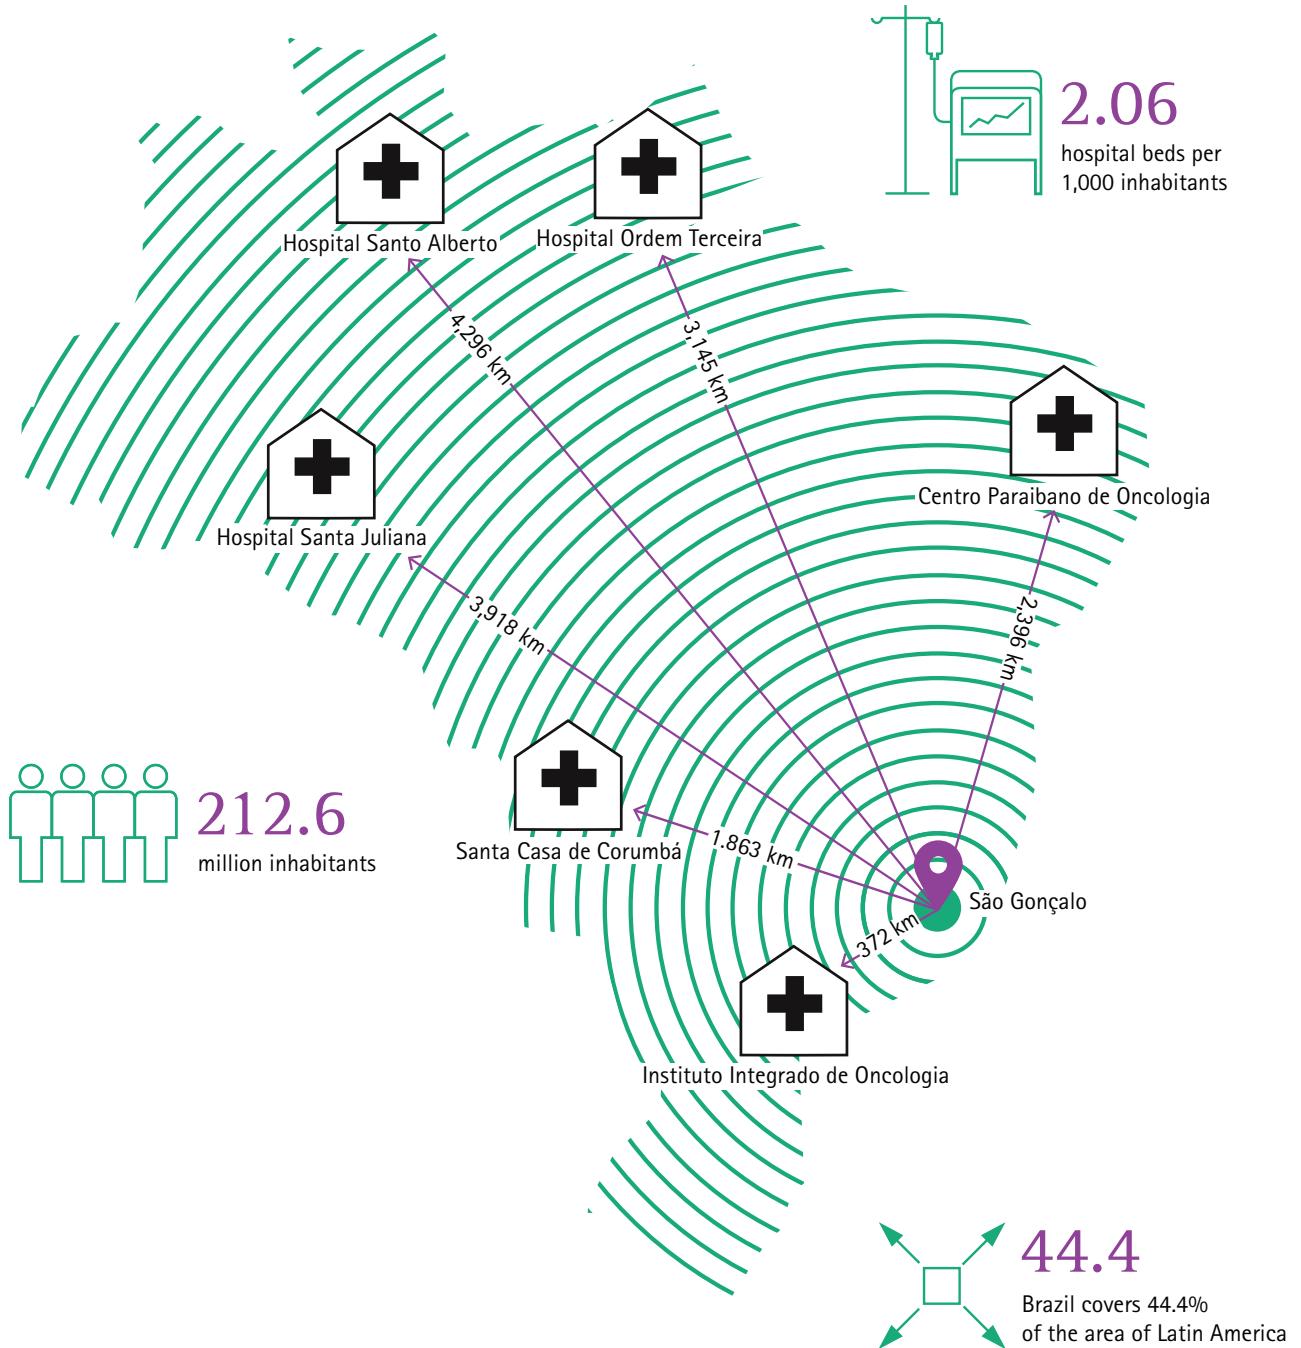 2.06
hospital beds per
1,000 inhabitants
Hospital Santo Alberto
Hospital Ordem Terceira
4,296 km
3,145 km
Centro Paraibano de Oncologia
Hospital Santa Juliana
3,918 km
2,396 km
212.6
million inhabitants
Santa Casa de Corumbá
1.863 km
São Gonçalo
372 km
Instituto Integrado de Oncologia
44.4
Brazil covers 44.4%
of the area of Latin America